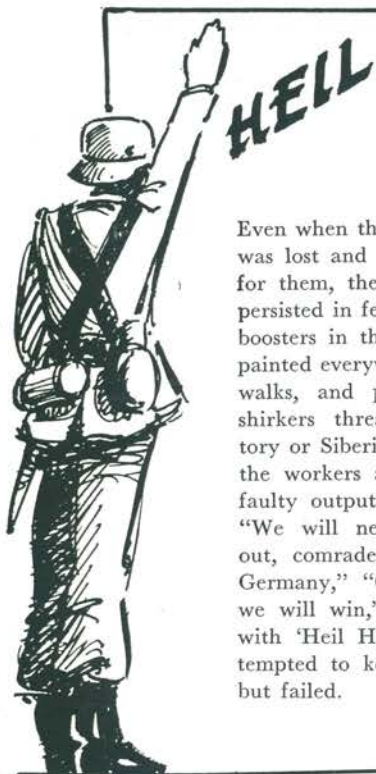 HEIL
Even when th
was lost and
for them, the
persisted in fe
boosters in th
painted everyw
walks, and p
shirkers threa
tory or Siberi
the workers a
faulty output
“We will ne
out, comrade
Germany,” “
we will win,”
with ‘Heil H
tempted to k
but failed.